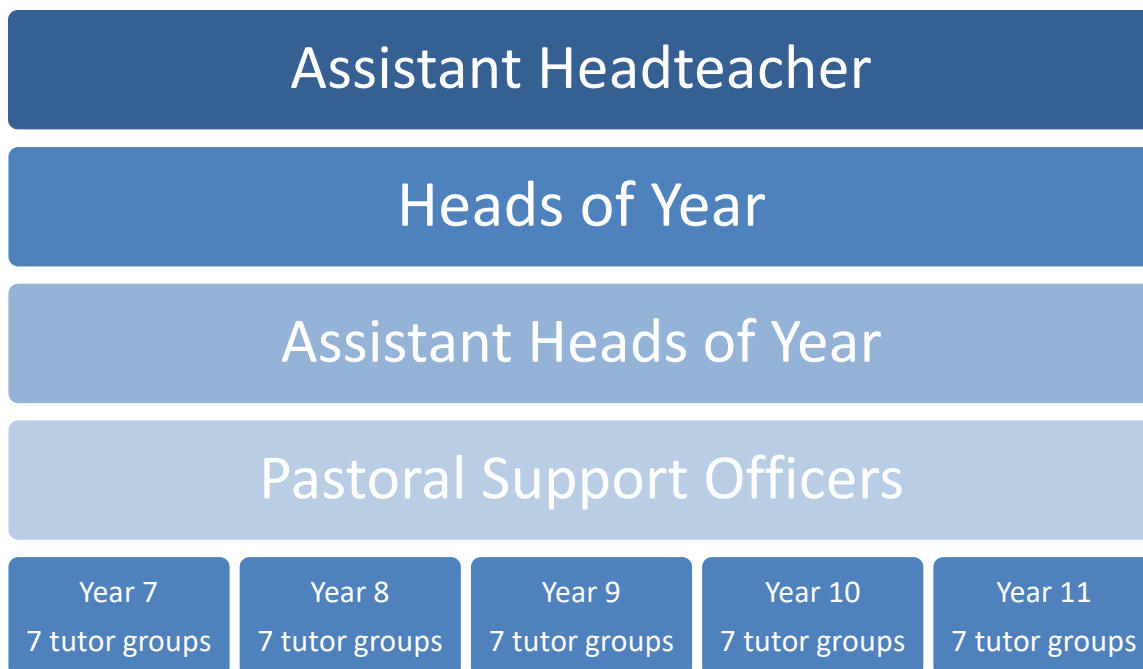 Assistant Headteacher
Heads of Year
Assistant Heads of Year
Pastoral Support Officers
Year 7
7 tutor groups
Year 8
7 tutor groups
Year 9
7 tutor groups
Year 10
7 tutor groups
Year 11
7 tutor groups